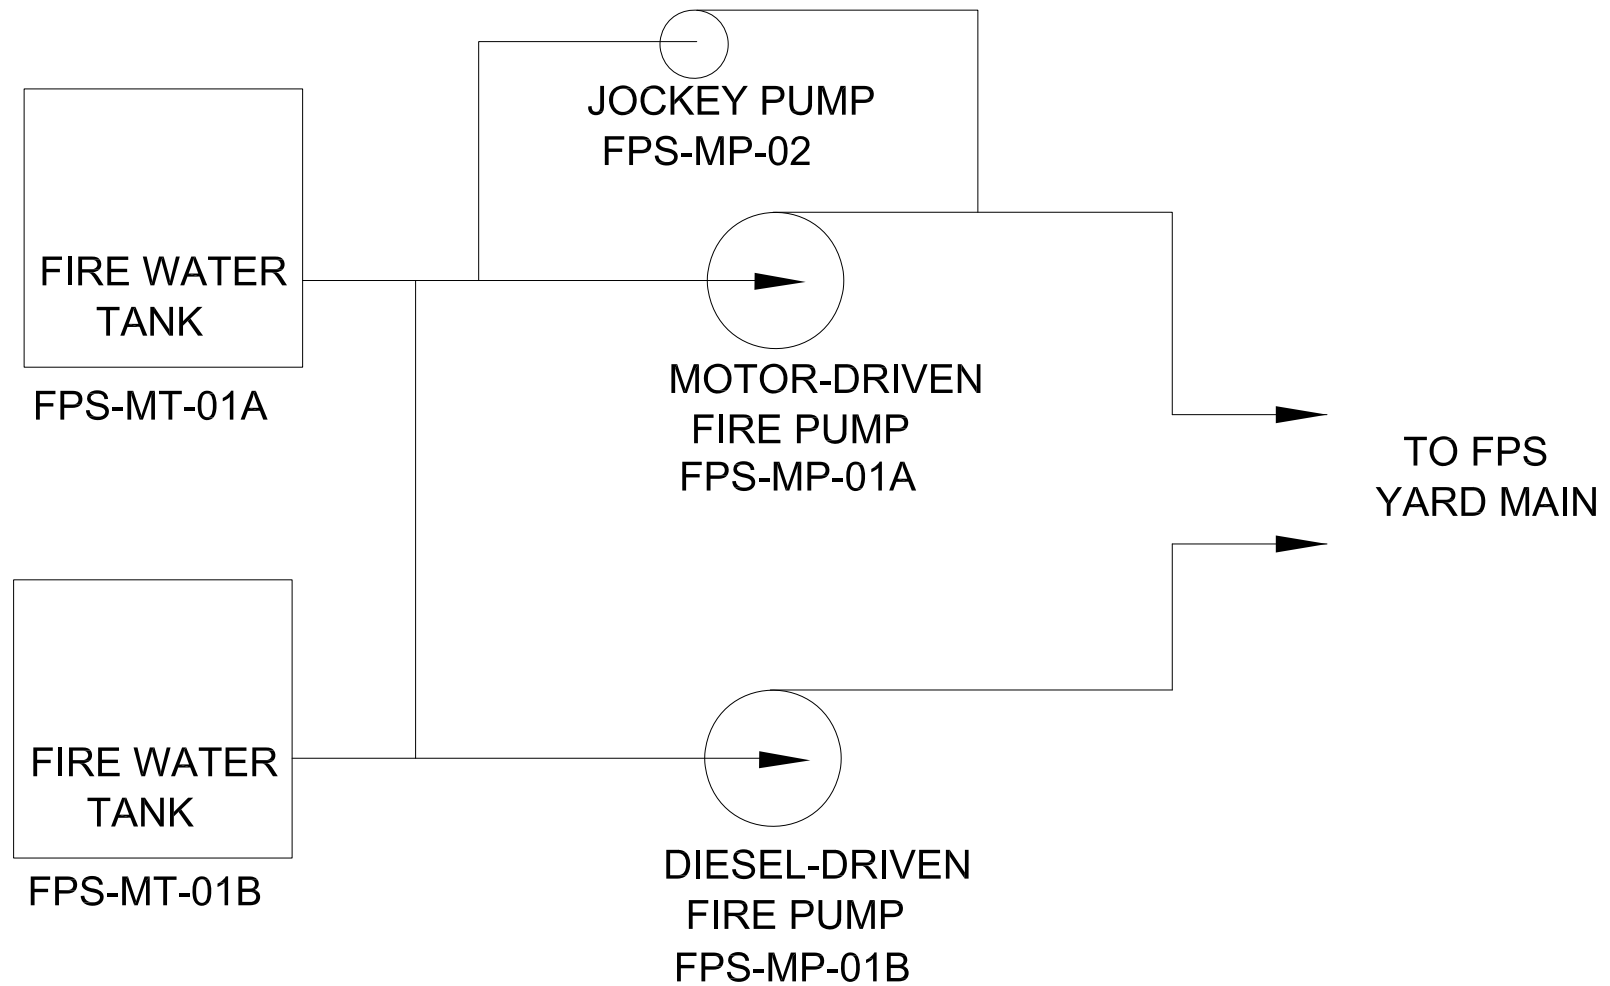 JOCKEY PUMP
FPS-MP-02
FIRE WATER
TANK
FPS-MT-01A
MOTOR-DRIVEN
FIRE PUMP
FPS-MP-01A
TO FPS
YARD MAIN
FIRE WATER
TANK
FPS-MT-01B
DIESEL-DRIVEN
FIRE PUMP
FPS-MP-01B